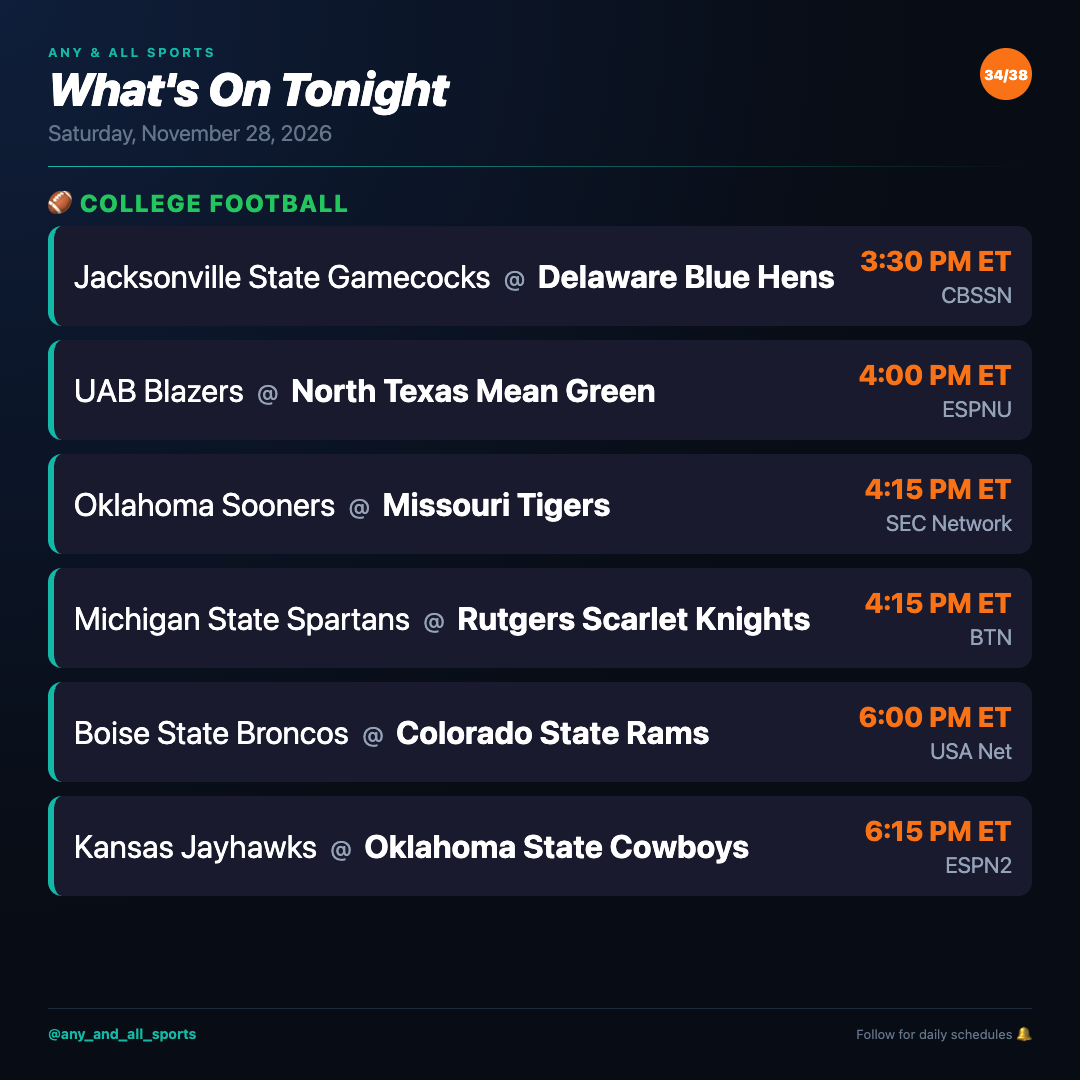 ANY & ALL SPORTS
What's On Tonight
34/38
Saturday, November 28, 2026
🏈 COLLEGE FOOTBALL
Jacksonville State Gamecocks @ Delaware Blue Hens 3:30 PM ET
CBSSN
UAB Blazers @ North Texas Mean Green 4:00 PM ET
ESPNU
Oklahoma Sooners @ Missouri Tigers 4:15 PM ET
SEC Network
Michigan State Spartans @ Rutgers Scarlet Knights 4:15 PM ET
BTN
Boise State Broncos @ Colorado State Rams 6:00 PM ET
USA Net
Kansas Jayhawks @ Oklahoma State Cowboys 6:15 PM ET
ESPN2
@any_and_all_sports
Follow for daily schedules 🔔